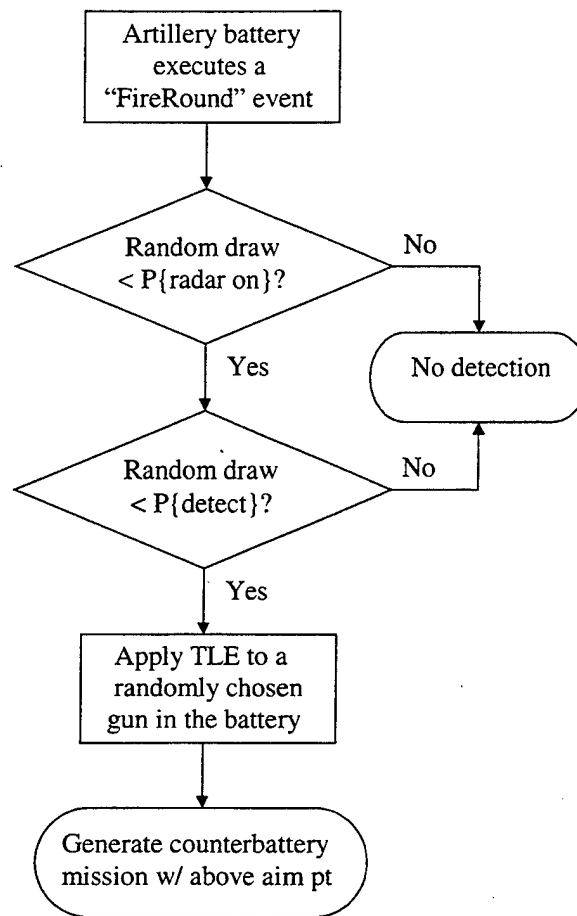 Artillery battery
executes a
“FireRound” event
Random draw
< P{radar on}?
No
Yes
No detection
Random draw
< P{detect}?
No
Yes
Apply TLE to a
randomly chosen
gun in the battery
Generate counterbattery
mission w/ above aim pt